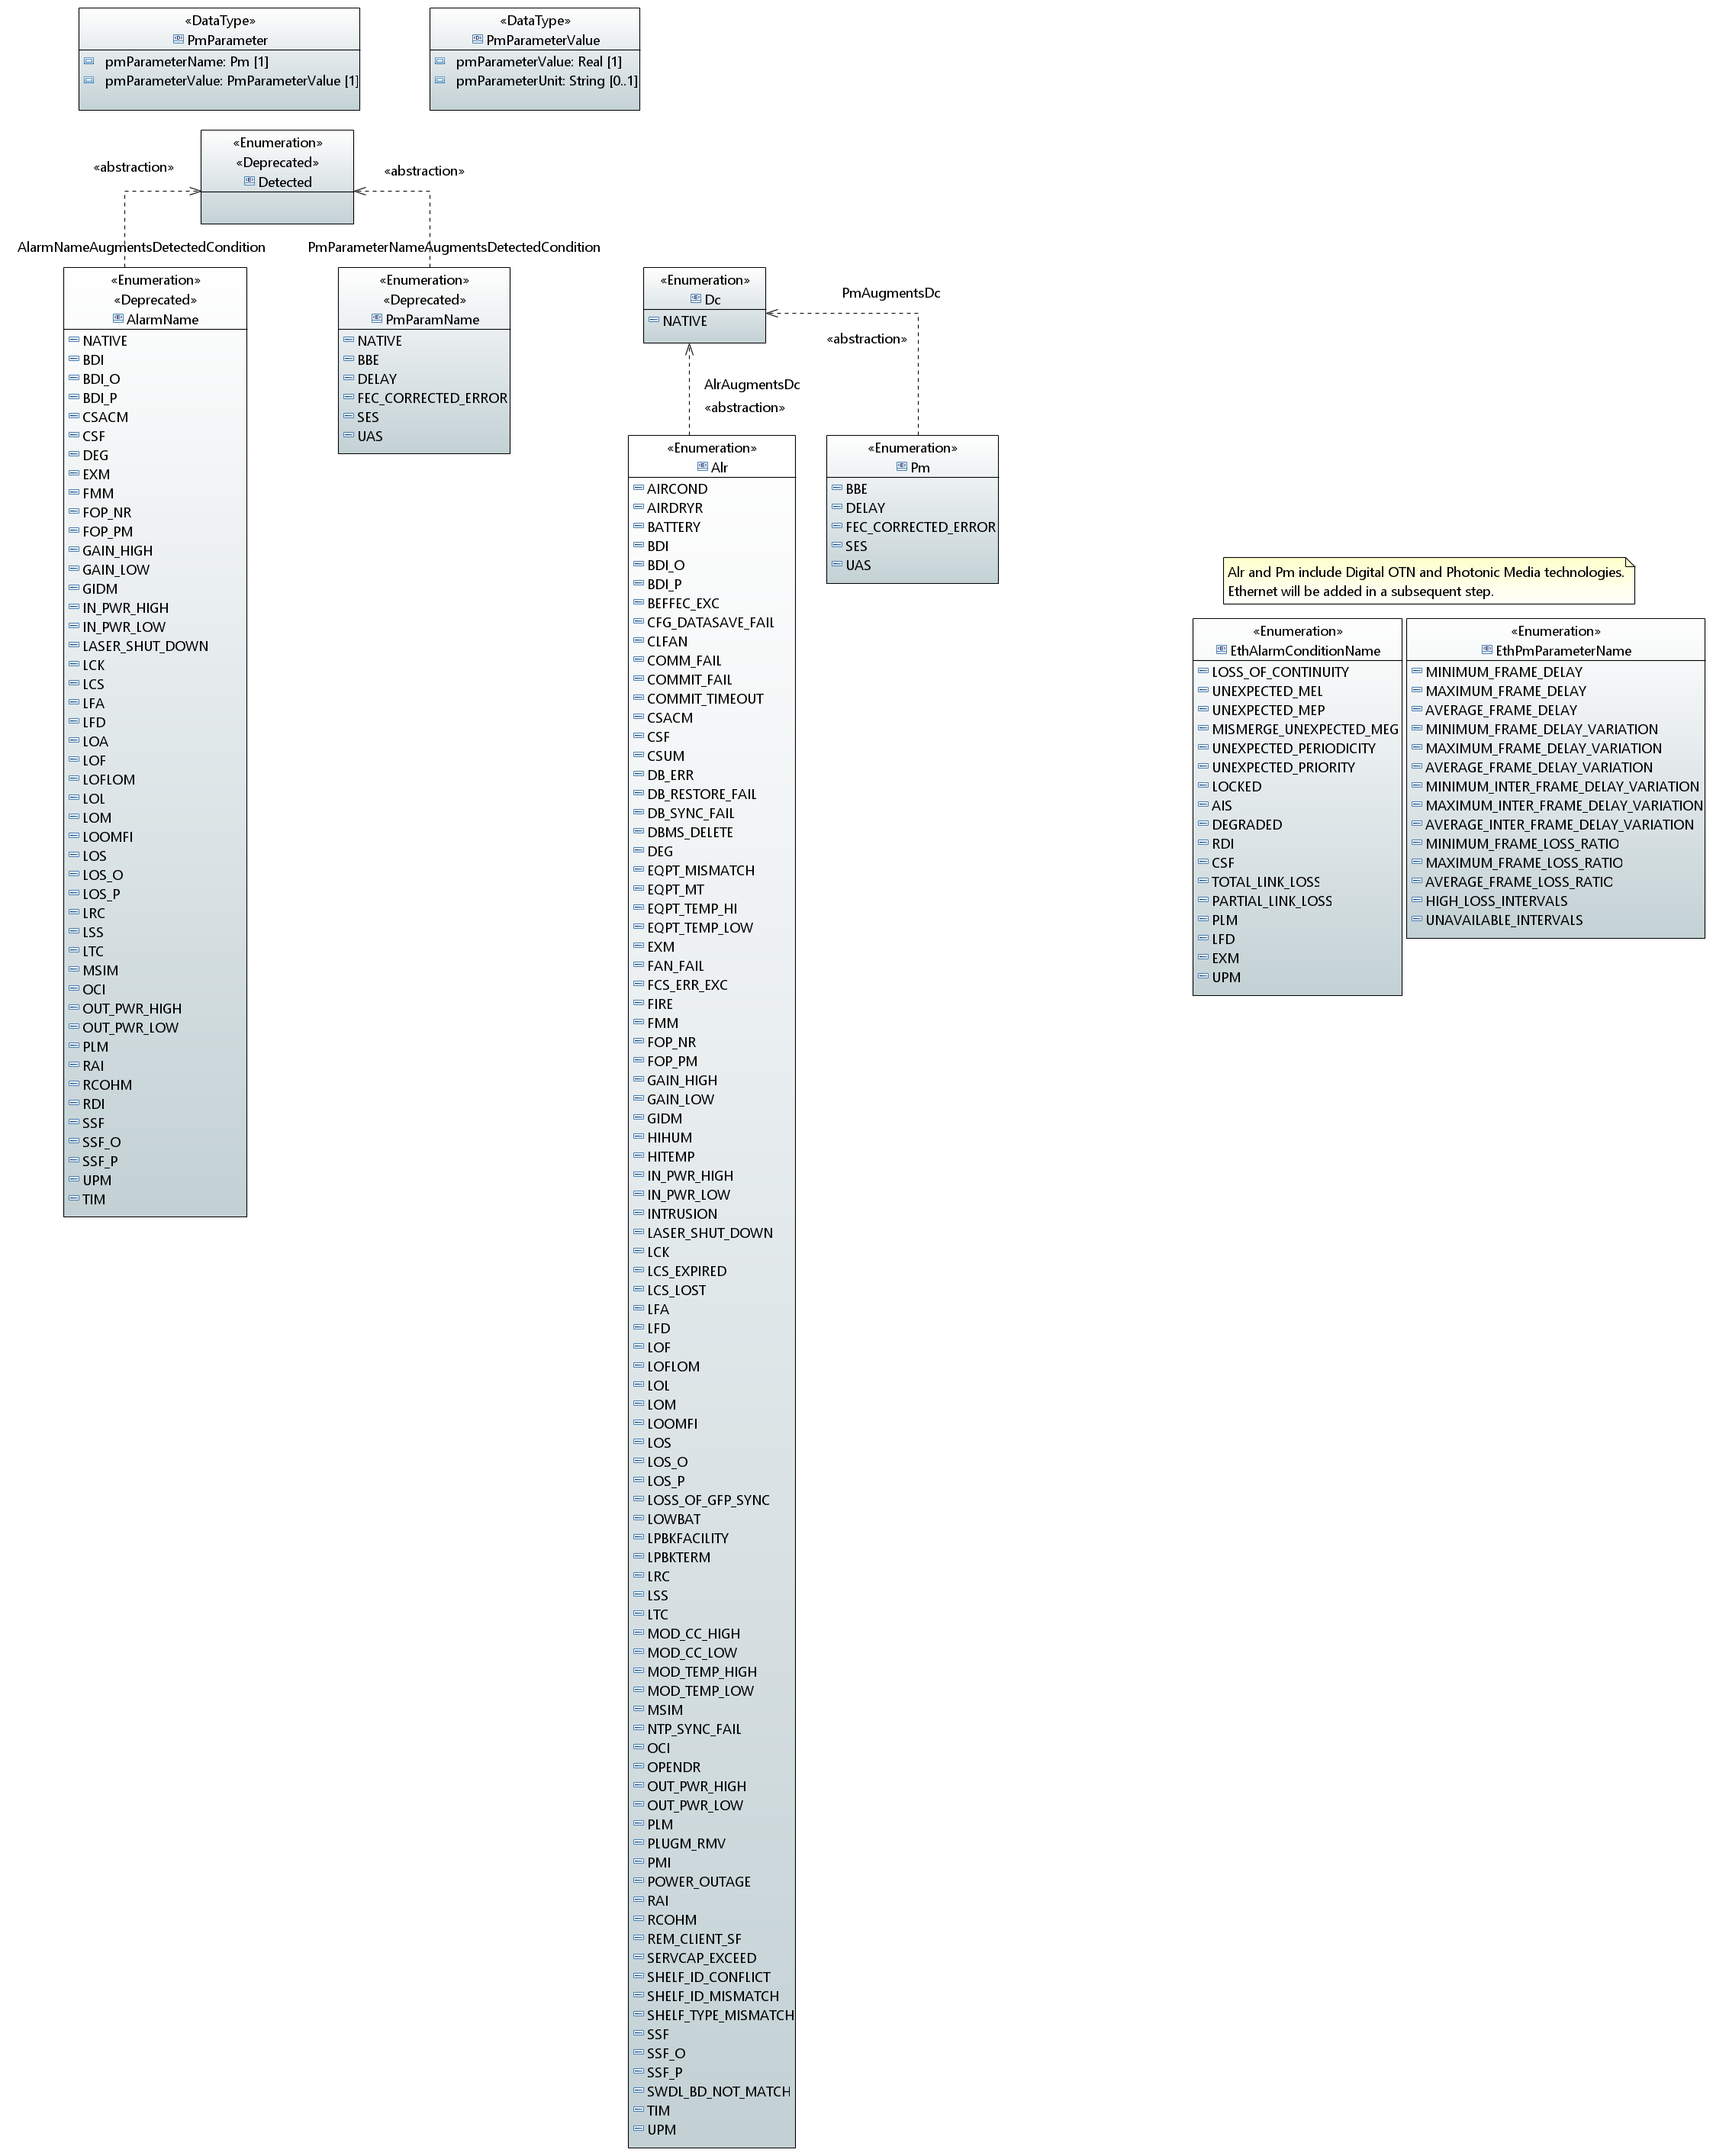 «DataType»
PmParameter
pmParameterName: Pm [1]
pmParameterValue: PmParameterValue [1]
«DataType»
PmParameterValue
pmParameterValue: Real [1]
pmParameterUnit: String [0..1]
«Enumeration»
«Deprecated»
Detected
«abstraction»
«abstraction»
AlarmNameAugmentsDetectedCondition
PmParameterNameAugmentsDetectedCondition
«Enumeration»
«Deprecated»
AlarmName
NATIVE
BDI
BDI_O
BDI_P
CSACM
CSF
DEG
EXM
FMM
FOP_NR
FOP_PM
GAIN_HIGH
GAIN_LOW
GIDM
IN_PWR_HIGH
IN_PWR_LOW
LASER_SHUT_DOWN
LCK
LCS
LFA
LFD
LOA
LOF
LOFLOM
LOL
LOM
LOOMFI
LOS
LOS_O
LOS_P
LRC
LSS
LTC
MSIM
OCI
OUT_PWR_HIGH
OUT_PWR_LOW
PLM
RAI
RCOHM
RDI
SSF
SSF_O
SSF_P
UPM
TIM
«Enumeration»
«Deprecated»
PmParamName
NATIVE
BBE
DELAY
FEC_CORRECTED_ERROR
SES
UAS
«Enumeration»
Dc
NATIVE
PmAugmentsDc
«abstraction»
AlrAugmentsDc
«abstraction»
«Enumeration»
Alr
AIRCOND
AIRDRYR
BATTERY
BDI
BDI_O
BDI_P
BEFFEC_EXC
CFG_DATASAVE_FAIL
CLFAN
COMM_FAIL
COMMIT_FAIL
COMMIT_TIMEOUT
CSACM
CSF
CSUM
DB_ERR
DB_RESTORE_FAIL
DB_SYNC_FAIL
DBMS_DELETE
DEG
EQPT_MISMATCH
EQPT_MT
EQPT_TEMP_HI
EQPT_TEMP_LOW
EXM
FAN_FAIL
FCS_ERR_EXC
FIRE
FMM
FOP_NR
FOP_PM
GAIN_HIGH
GAIN_LOW
GIDM
HIHUM
HITEMP
IN_PWR_HIGH
IN_PWR_LOW
INTRUSION
LASER_SHUT_DOWN
LCK
LCS_EXPIRED
LCS_LOST
LFA
LFD
LOF
LOFLOM
LOL
LOM
LOOMFI
LOS
LOS_O
LOS_P
LOSS_OF_GFP_SYNC
LOWBAT
LPBKFACILITY
LPBKTERM
LRC
LSS
LTC
MOD_CC_HIGH
MOD_CC_LOW
MOD_TEMP_HIGH
MOD_TEMP_LOW
MSIM
NTP_SYNC_FAIL
OCI
OPENDR
OUT_PWR_HIGH
OUT_PWR_LOW
PLM
PLUGM_RMV
PMI
POWER_OUTAGE
RAI
RCOHM
REM_CLIENT_SF
SERVCAP_EXCEED
SHELF_ID_CONFLICT
SHELF_ID_MISMATCH
SHELF_TYPE_MISMATCH
SSF
SSF_O
SSF_P
SWDL_BD_NOT_MATCH
TIM
UPM
«Enumeration»
Pm
BBE
DELAY
FEC_CORRECTED_ERROR
SES
UAS
Alr and Pm include Digital OTN and Photonic Media technologies.
Ethernet will be added in a subsequent step.
«Enumeration»
EthAlarmConditionName
LOSS_OF_CONTINUITY
UNEXPECTED_MEL
UNEXPECTED_MEP
MISMERGE_UNEXPECTED_MEG
UNEXPECTED_PERIODICITY
UNEXPECTED_PRIORITY
LOCKED
AIS
DEGRADED
RDI
CSF
TOTAL_LINK_LOSS
PARTIAL_LINK_LOSS
PLM
LFD
EXM
UPM
«Enumeration»
EthPmParameterName
MINIMUM_FRAME_DELAY
MAXIMUM_FRAME_DELAY
AVERAGE_FRAME_DELAY
MINIMUM_FRAME_DELAY_VARIATION
MAXIMUM_FRAME_DELAY_VARIATION
AVERAGE_FRAME_DELAY_VARIATION
MINIMUM_INTER_FRAME_DELAY_VARIATION
MAXIMUM_INTER_FRAME_DELAY_VARIATION
AVERAGE_INTER_FRAME_DELAY_VARIATION
MINIMUM_FRAME_LOSS_RATIO
MAXIMUM_FRAME_LOSS_RATIO
AVERAGE_FRAME_LOSS_RATIO
HIGH_LOSS_INTERVALS
UNAVAILABLE_INTERVALS